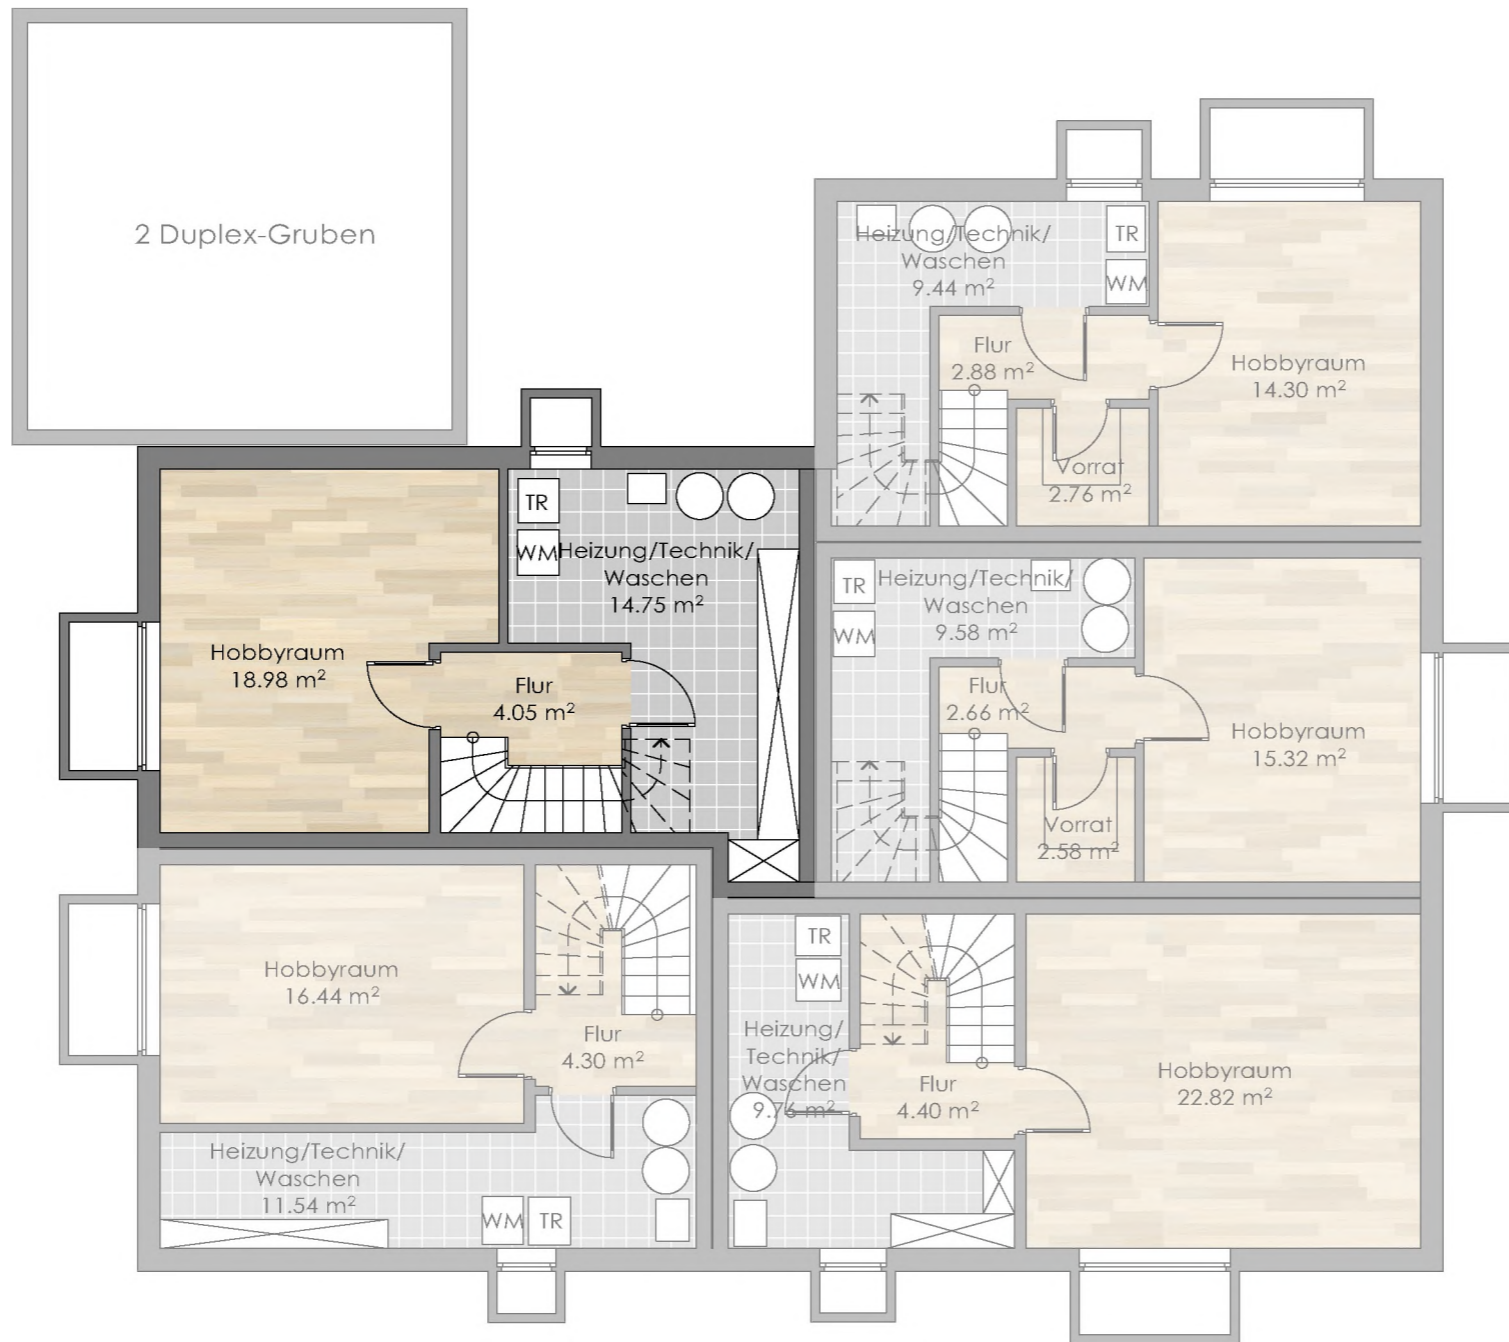 2 Duplex-Gruben
Heizung/Technik/
Waschen
9.44 m²
TR
WM
Flur
2.88 m²
Hobbyraum
14.30 m²
Vorrat
2.76 m²
TR
WM
Heizung/Technik/
Waschen
14.75 m²
Hobbyraum
18.98 m²
Flur
4.05 m²
TR
WM
Heizung/Technik/
Waschen
9.58 m²
Flur
2.66 m²
Hobbyraum
15.32 m²
Vorrat
2.58 m²
Hobbyraum
16.44 m²
Flur
4.30 m²
Heizung/Technik/
Waschen
11.54 m²
WM
TR
TR
WM
Heizung/
Technik/
Waschen
9.76 m²
Flur
4.40 m²
Hobbyraum
22.82 m²